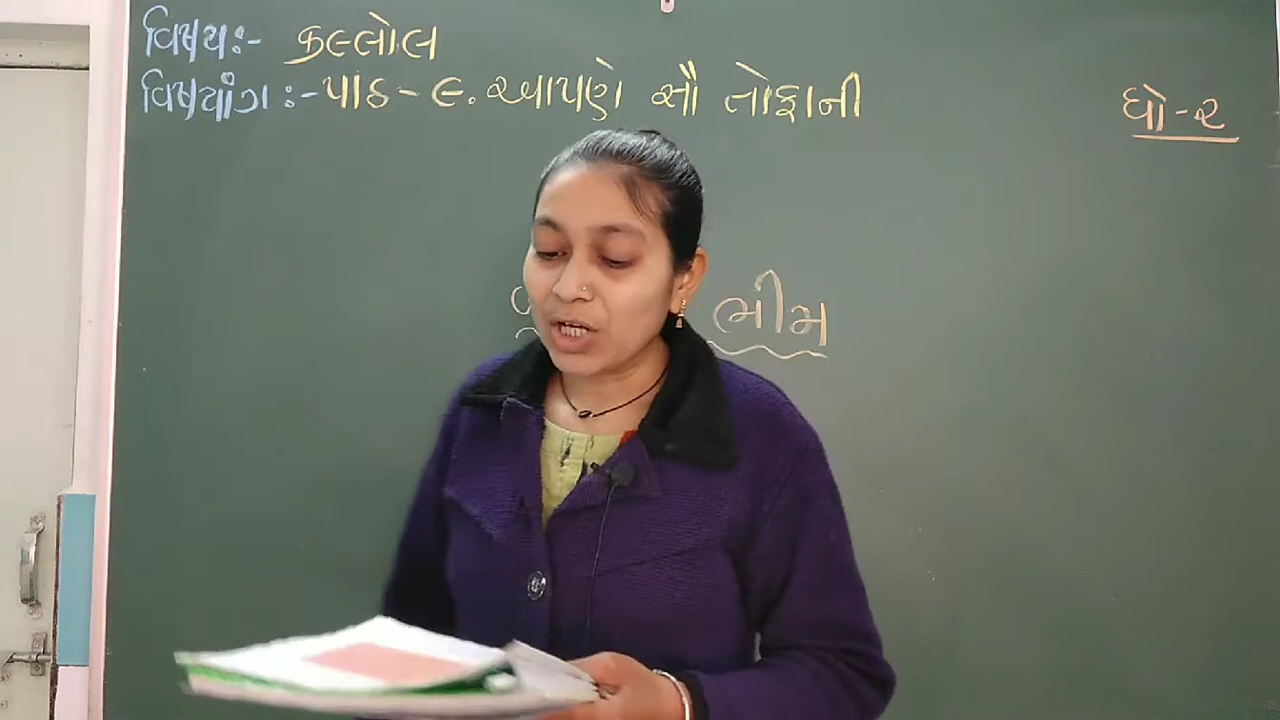 વિષય:- કલ્લોલ
વિષયાંગ :- પાઠ - ૯. આપણે સૌ તોફાની
ધો-૨
ભીમ